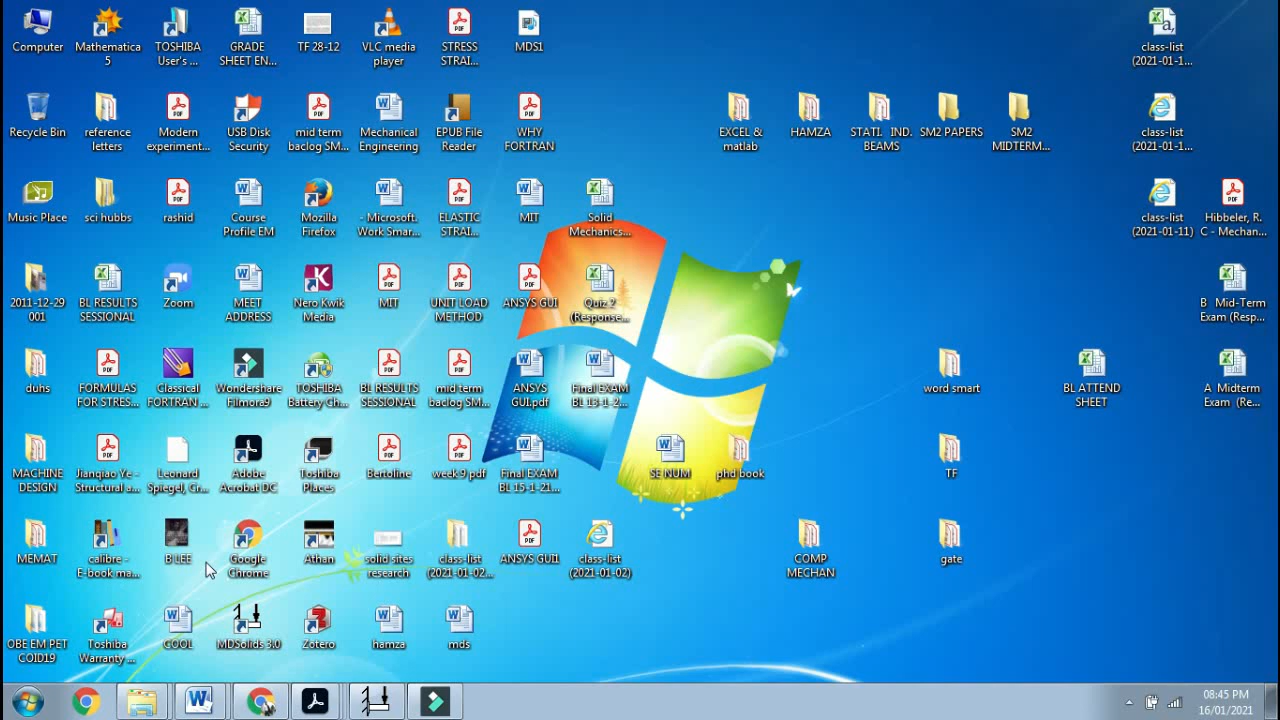 Computer
Mathematica
5
TOSHIBA
User's ...
GRADE
SHEET EN...
TF 28-12
VLC media
player
STRESS
STRAI...
MDS1
class-list
(2021-01-1...
Recycle Bin
reference
letters
Modern
experiment...
USB Disk
Security
mid term
baclog SM...
Mechanical
Engineering
EPUB File
Reader
WHY
FORTRAN
EXCEL &
matlab
HAMZA
STATI. IND.
BEAMS
SM2 PAPERS
SM2
MIDTERM...
class-list
(2021-01-1...
Music Place
sci hubbs
rashid
Course
Profile EM
Mozilla
Firefox
- Microsoft.
Work Smar...
ELASTIC
STRAI...
MIT
Solid
Mechanics...
class-list
(2021-01-11)
Hibbeler, R.
C - Mechan...
2011-12-29
001
BL RESULTS
SESSIONAL
Zoom
MEET
ADDRESS
Nero Kwik
Media
MIT
UNIT LOAD
METHOD
ANSYS GUI
Quiz 2
(Response...
B Mid-Term
Exam (Resp...
duhs
FORMULAS
FOR STRES...
Classical
FORTRAN ...
Wondershare
Filmora9
TOSHIBA
Battery Ch...
BL RESULTS
SESSIONAL
mid term
baclog SM...
ANSYS
GUI.pdf
Final EXAM
BL 13-1-2...
word smart
BL ATTEND
SHEET
A Midterm
Exam (Re...
MACHINE
DESIGN
Jianqiao Ye -
Structural a...
Leonard
Spiegel, Gr...
Adobe
Acrobat DC
Toshiba
Places
Bertoline
week 9 pdf
Final EXAM
BL 15-1-21...
SE NUM
phd book
TF
MEMAT
calibre -
E-book ma...
B LEE
Google
Chrome
Athan
solid sites
research
class-list
(2021-01-02...
ANSYS GUI1
class-list
(2021-01-02)
COMP
MECHAN
gate
OBE EM PET
COID19
Toshiba
Warranty ...
COOL
MDSolids 3.0
Zotero
hamza
mds
08:45 PM
16/01/2021